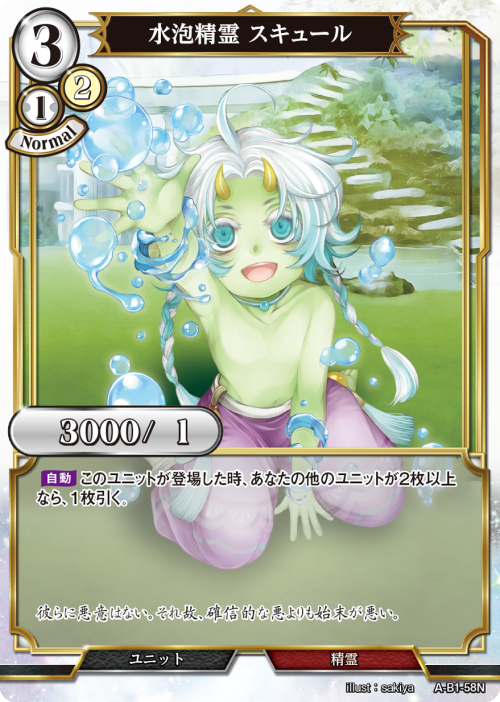 3
水泡精霊 スキュール
2
1
Normal
3000/ 1
自動 このユニットが登場した時、あなたの他のユニットが2枚以上
なら、1枚引く。
彼らに悪意はない。それ故、確信的な悪よりも始末が悪い。
ユニット
精霊
illust：sakiya A-B1-58N